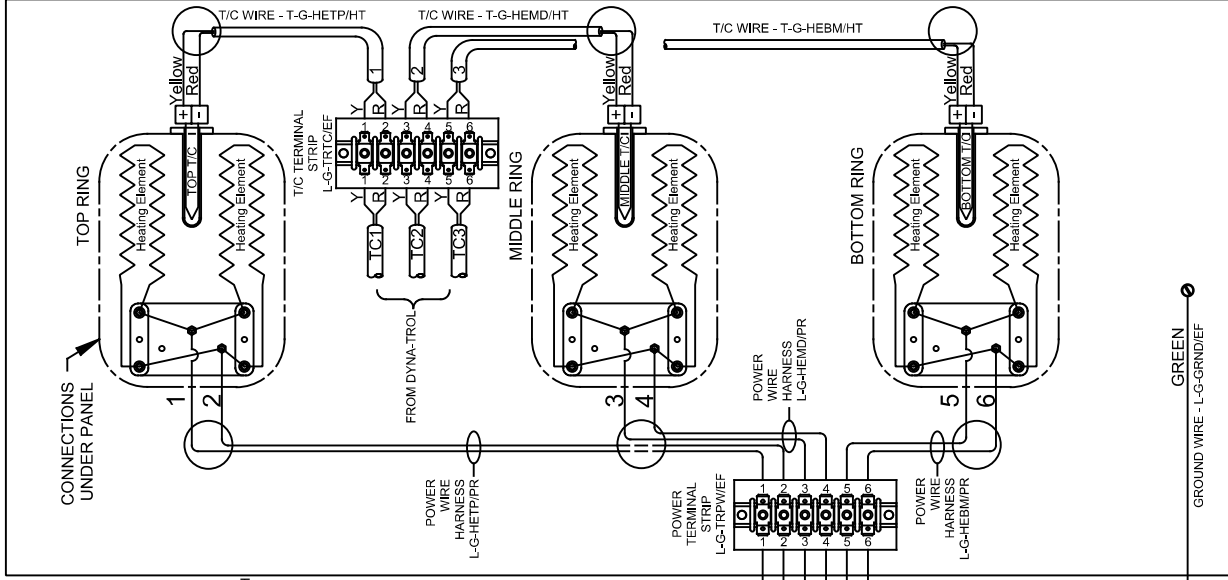 T/C WIRE - T-G-HETP/HT
T/C WIRE - T-G-HEMD/HT
T/C WIRE - T-G-HEBM/HT
Yellow
Red
+ -
1
2
3
Y R Y R Y R
1 2 3 4 5 6
T/C TERMINAL
STRIP
L-G-TRTC/EF
1 2 3 4 5 6
Y R Y R Y R
TC1
TC2
TC3
FROM DYNA-TROL
Yellow
Red
+ -
Yellow
Red
+ -
TOP RING
Heating Element
TOP T/C
Heating Element
MIDDLE RING
Heating Element
MIDDLE T/C
Heating Element
BOTTOM RING
Heating Element
BOTTOM T/C
Heating Element
CONNECTIONS
UNDER PANEL
1
2
3
4
5
6
POWER
WIRE
HARNESS
L-G-HETP/PR
POWER
WIRE
HARNESS
L-G-HEMD/PR
POWER
TERMINAL
STRIP
L-G-TRPW/EF
1 2 3 4 5 6
1 2 3 4 5 6
POWER
WIRE
HARNESS
L-G-HEBM/PR
GREEN
GROUND WIRE - L-G-GRND/EF